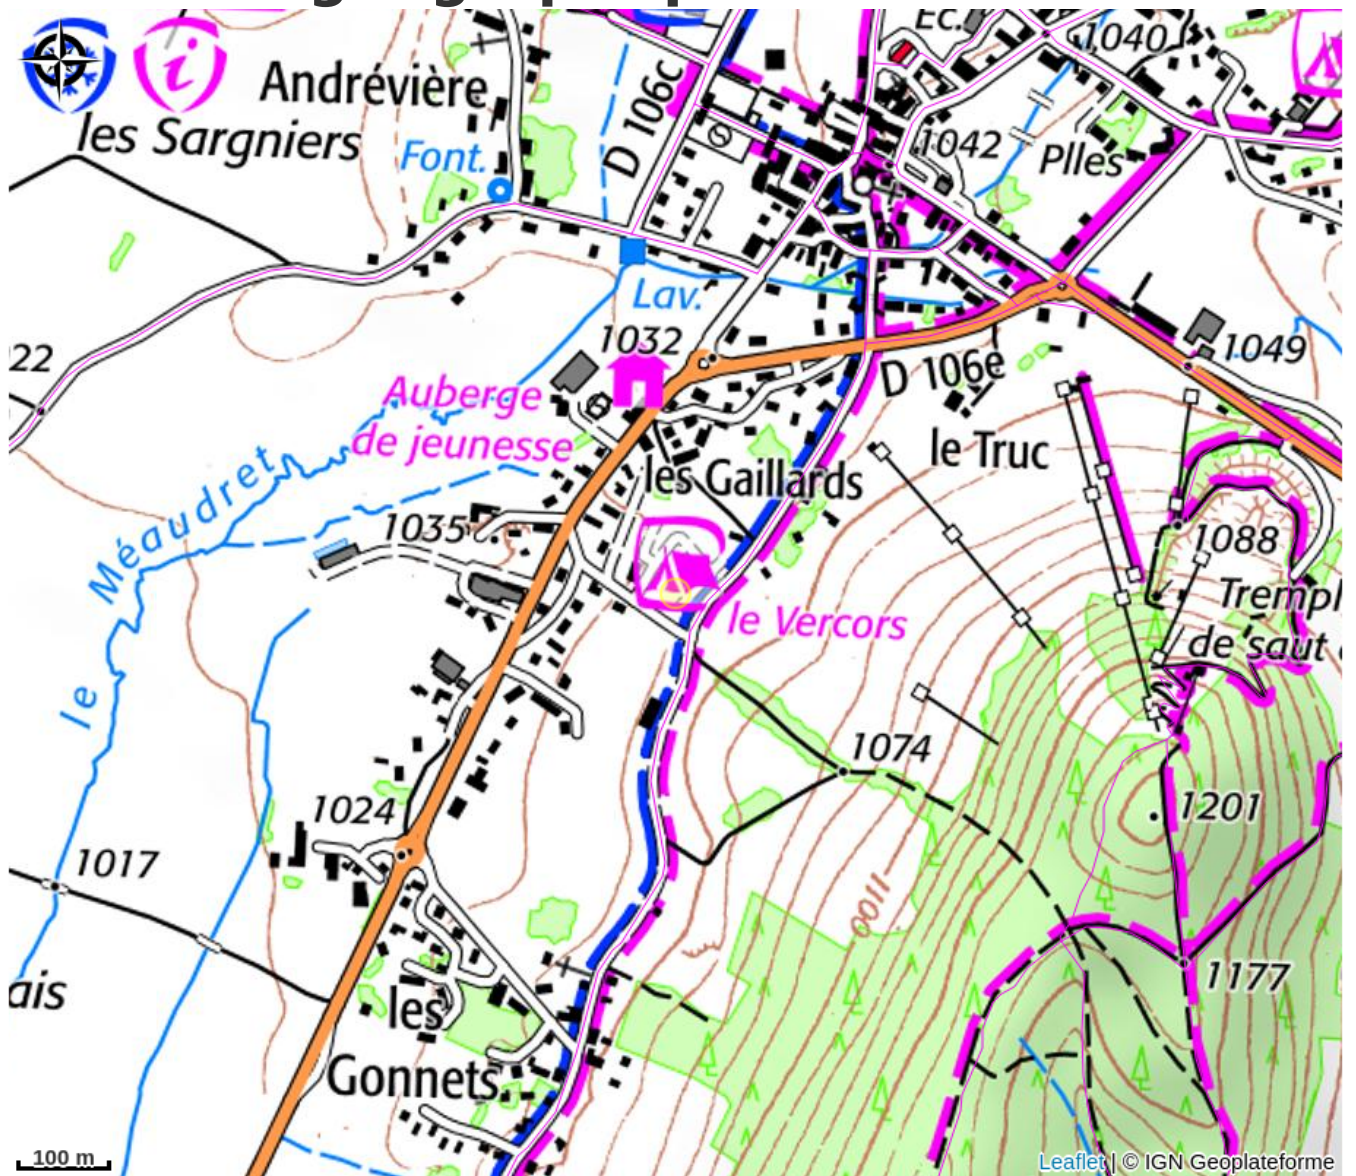 Éc.
1040
Andrévière
les Sargniers
D 106c
Font.
1042
Plles
Lav.
1032
1049
22
D 106e
Auberge
de jeunesse
le Truc
les Gaillards
le Méaudret
1035
1088
Trempl
de saut
le Vercors
1074
1201
1024
1017
1100
1177
ais
les
Gonnets
100 m
Leaflet | © IGN Geoplateforme